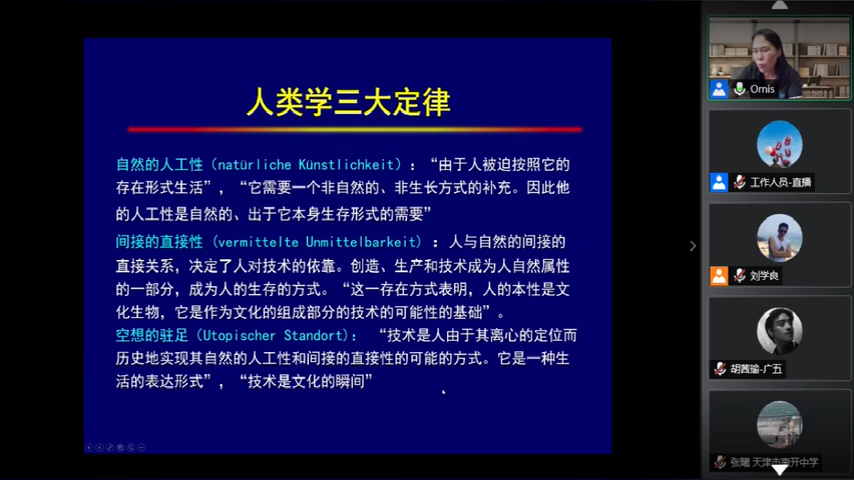 人类学三大定律
自然的人工性（natürliche Künstlichkeit）：“由于人被迫按照它的
存在形式生活”，“它需要一个非自然的、非生长方式的补充。因此他
的人工性是自然的、出于它本身生存形式的需要”
间接的直接性（vermittelte Unmittelbarkeit）：人与自然的间接的
直接关系，决定了人对技术的依靠。创造、生产和技术成为人自然属性
的一部分，成为人的生存的方式。“这一存在方式表明，人的本性是文
化生物，它是作为文化的组成部分的技术的可能性的基础”。
空想的驻足（Utopischer Standort）：“技术是人由于其离心的定位而
历史地实现其自然的人工性和间接的直接性的可能的方式。它是一种生
活的表达形式”，“技术是文化的瞬间”
Ornis
工作人员-直播
刘学良
胡茜瑜-广五
张曦 天津市南开中学